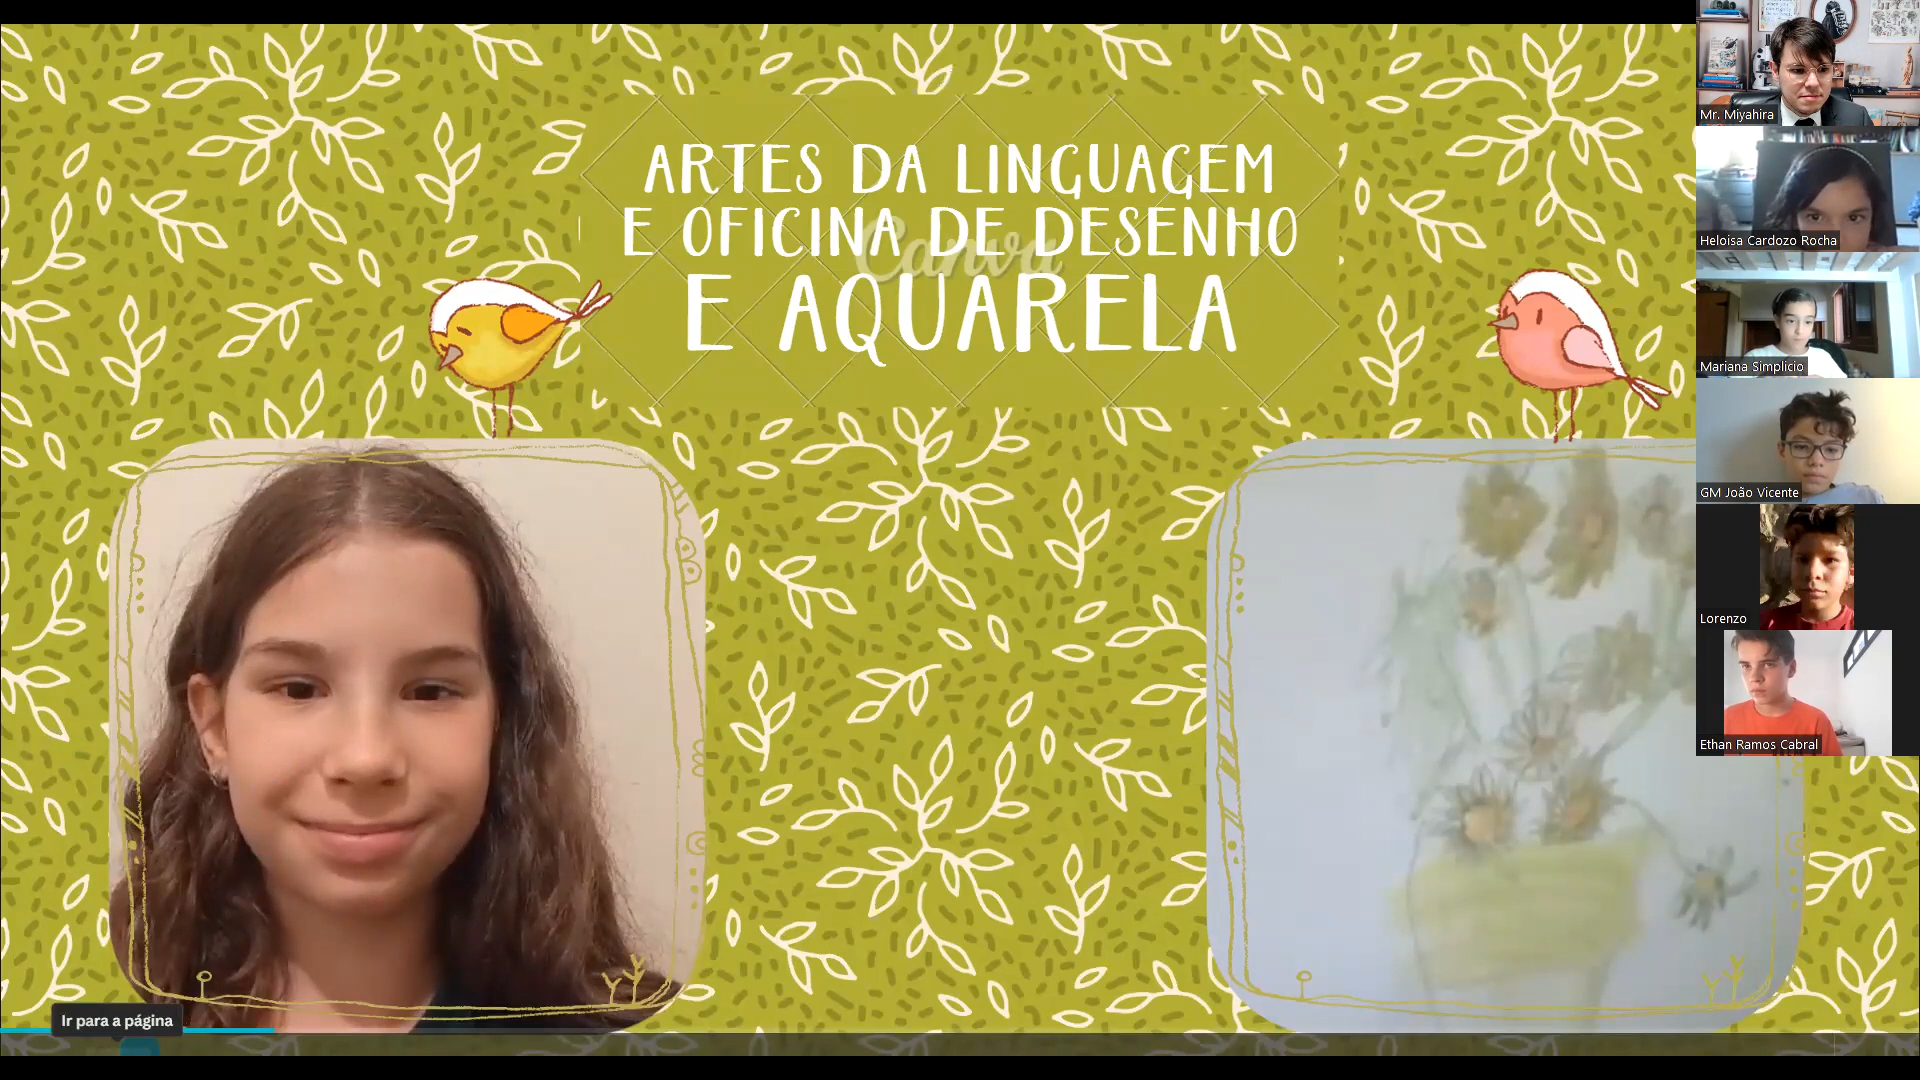 ARTES DA LINGUAGEM
E OFICINA DE DESENHO
E AQUARELA
Canva
Mr. Miyahira
Heloisa Cardozo Rocha
Mariana Simplicio
GM João Vicente
Lorenzo
Ethan Ramos Cabral
Ir para a página